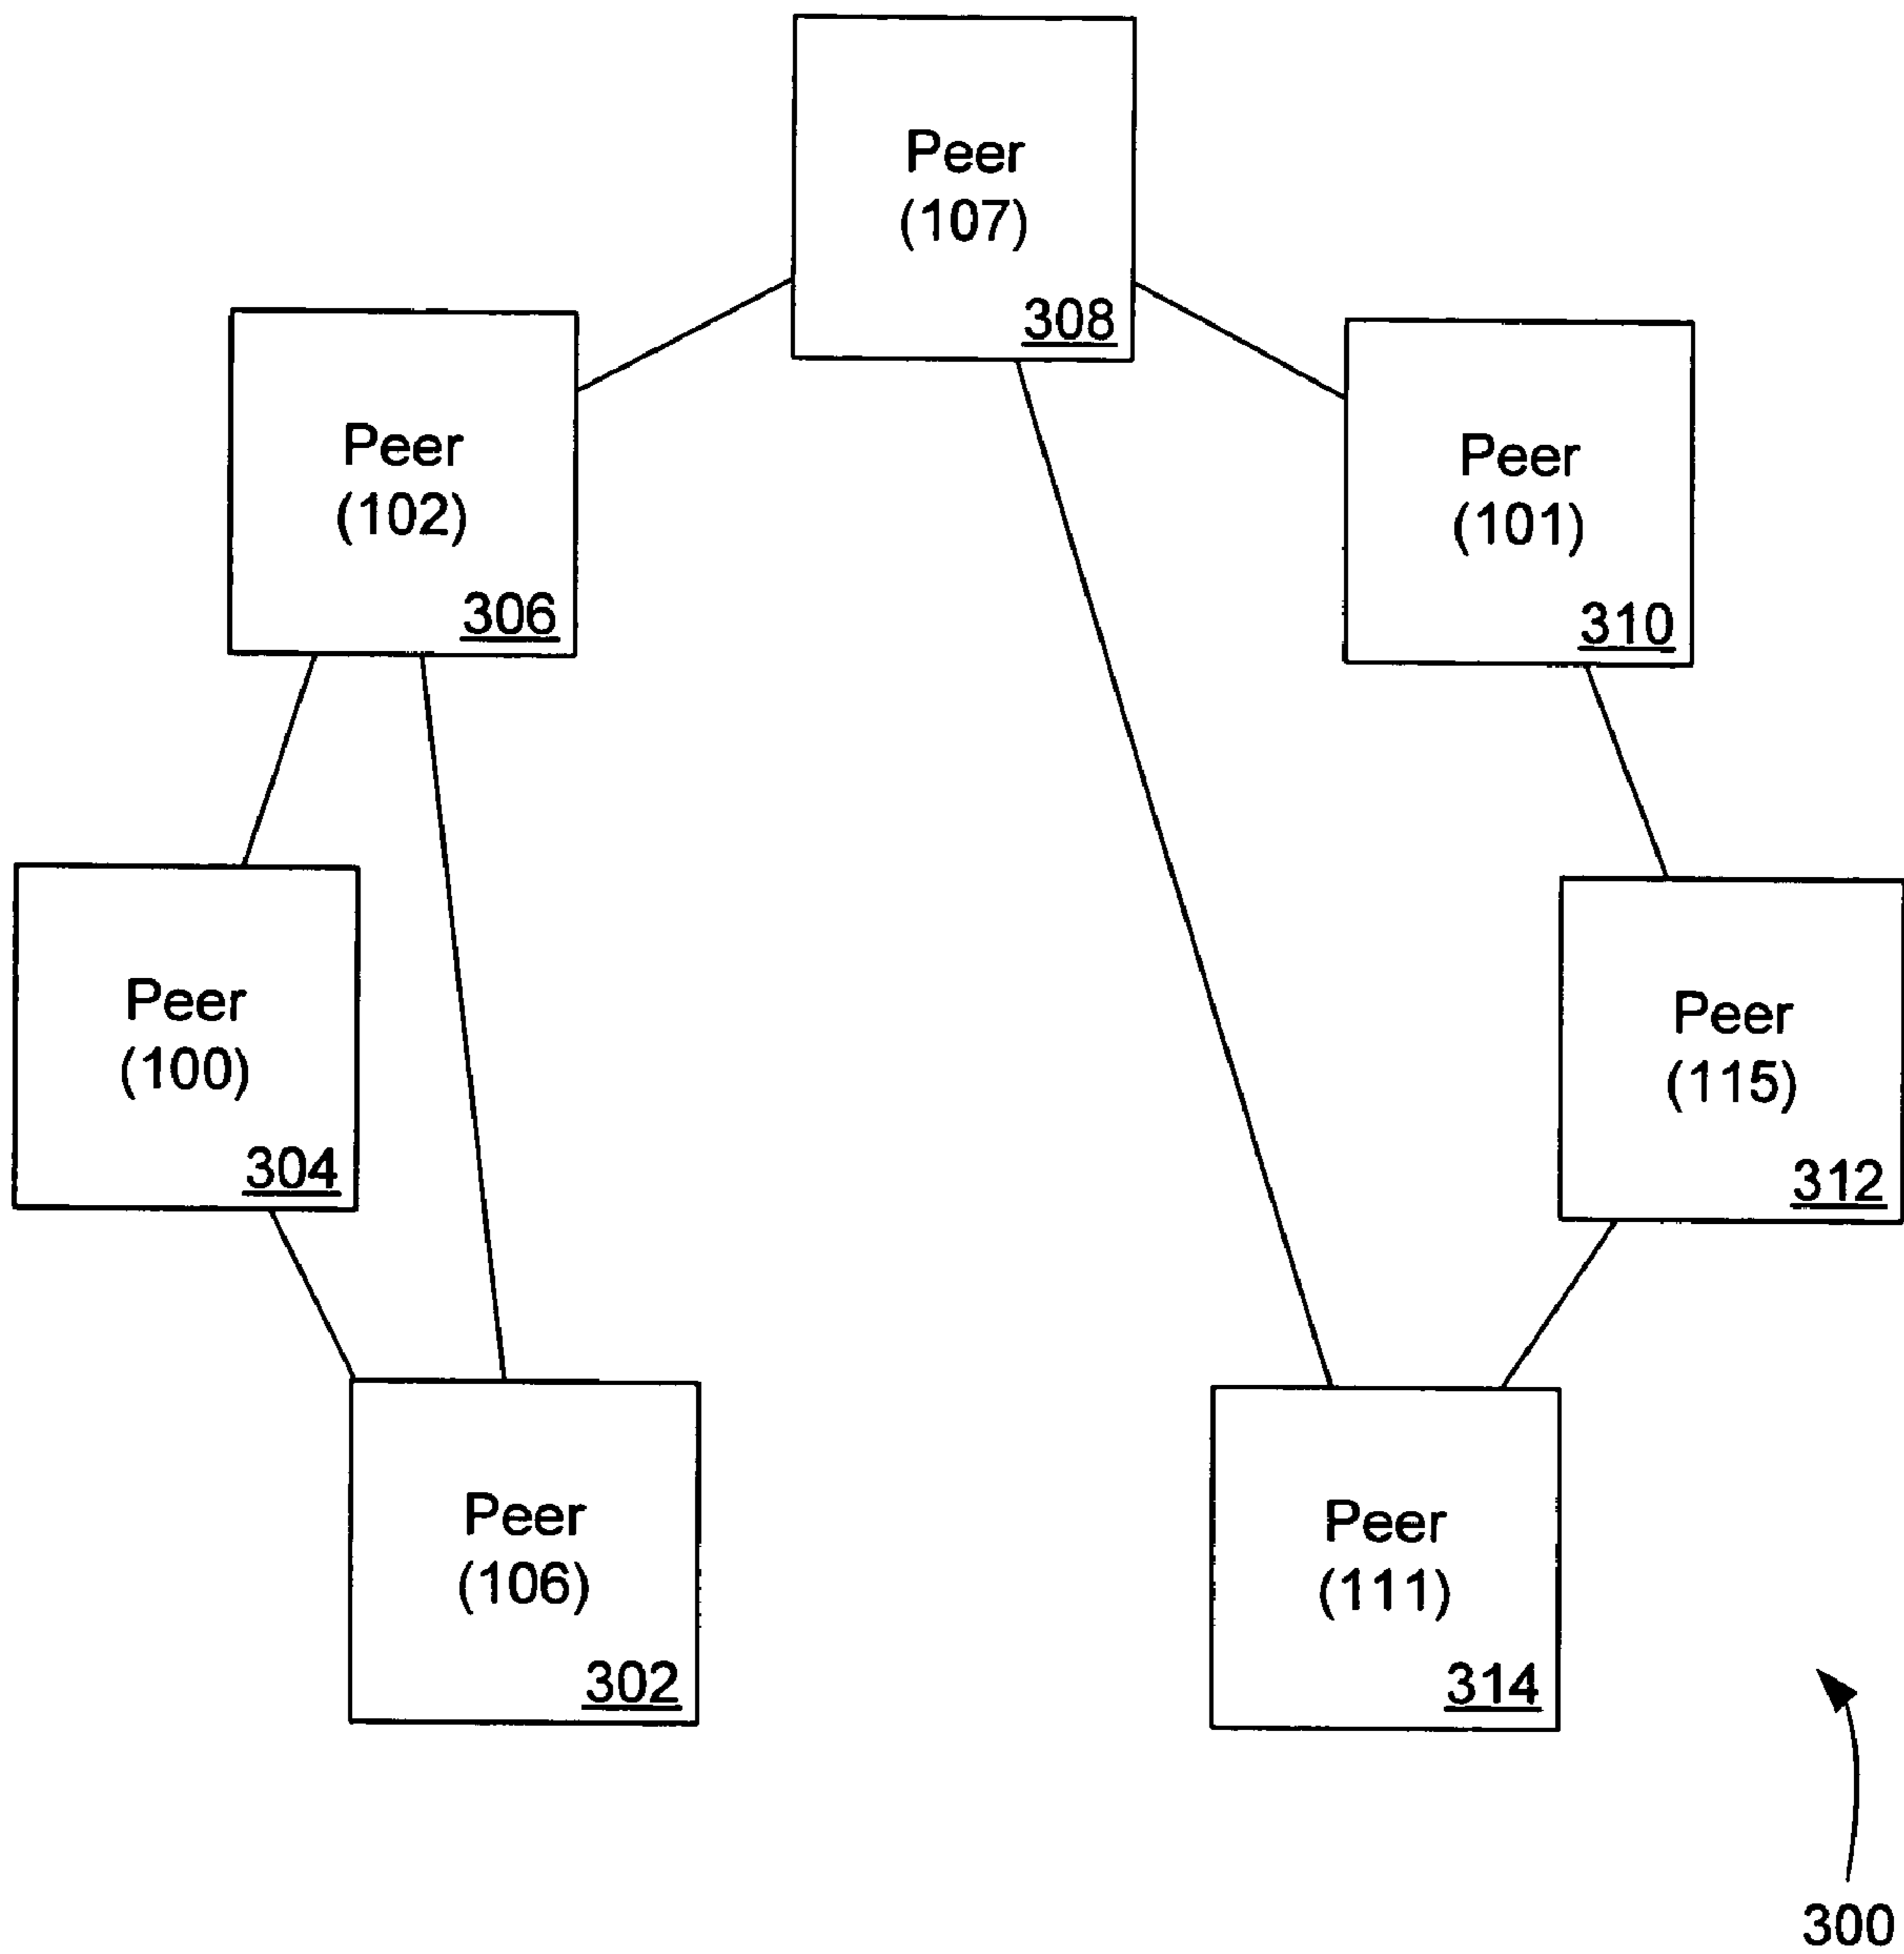 Peer
(107)
308
Peer
(102)
306
Peer
(101)
310
Peer
(100)
304
Peer
(115)
312
Peer
(106)
302
Peer
(111)
314
300